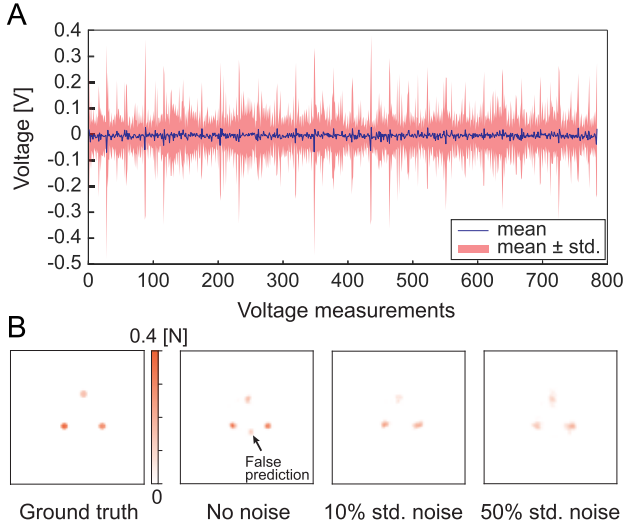 A
0.4
0.3
0.2
0.1
0
-0.1
-0.2
-0.3
-0.4
-0.5
Voltage [V]
mean
mean ± std.
0 100 200 300 400 500 600 700 800
Voltage measurements
B
0.4 [N]
0
False
prediction
Ground truth
No noise
10% std. noise
50% std. noise